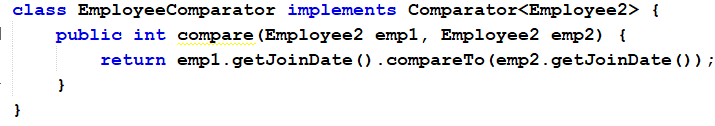 class EmployeeComparator implements Comparator<Employee2> {
    public int compare(Employee2 emp1, Employee2 emp2) {
        return emp1.getJoinDate().compareTo(emp2.getJoinDate());
    }
}